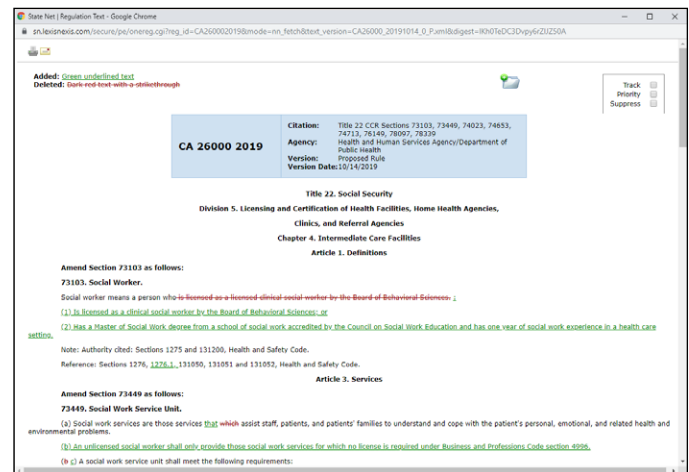 State Net | Regulation Text - Google Chrome
sn.lexisnexis.com/secure/pe/onereg.cgi?reg_id=CA260002019&mode=nn_fetch&text_version=CA26000_20191014_0_P.xml&digest=
Added: Green underlined text
Deleted: Dark red text with a strikethrough
Track
Priority
Suppress
CA 26000 2019
Citation: Title 22 CCR Sections 73103, 73449, 74023, 74653,
74713, 76149, 78097, 78339
Agency: Health and Human Services Agency/Department of
Public Health
Version: Proposed Rule
Version Date:10/14/2019
Title 22. Social Security
Division 5. Licensing and Certification of Health Facilities, Home Health Agencies,
Clinics, and Referral Agencies
Chapter 4. Intermediate Care Facilities
Article 1. Definitions
Amend Section 73103 as follows:
73103. Social Worker.
Social worker means a person who is licensed as a licensed clinical social worker by the Board of Behavioral Sciences. :
(1) Is licensed as a clinical social worker by the Board of Behavioral Sciences; or
(2) Has a Master of Social Work degree from a school of social work accredited by the Council on Social Work Education and has one year of social work experience in a health care
setting.
Note: Authority cited: Sections 1275 and 131200, Health and Safety Code.
Reference: Sections 1276, 1276.1, 131050, 131051 and 131052, Health and Safety Code.
Article 3. Services
Amend Section 73449 as follows:
73449. Social Work Service Unit.
(a) Social work services are those services that which assist staff, patients, and patients' families to understand and cope with the patient's personal, emotional, and related health and
environmental problems.
(b) An unlicensed social worker shall only provide those social work services for which no license is required under Business and Professions Code section 4996.
(b c) A social work service unit shall meet the following requirements: